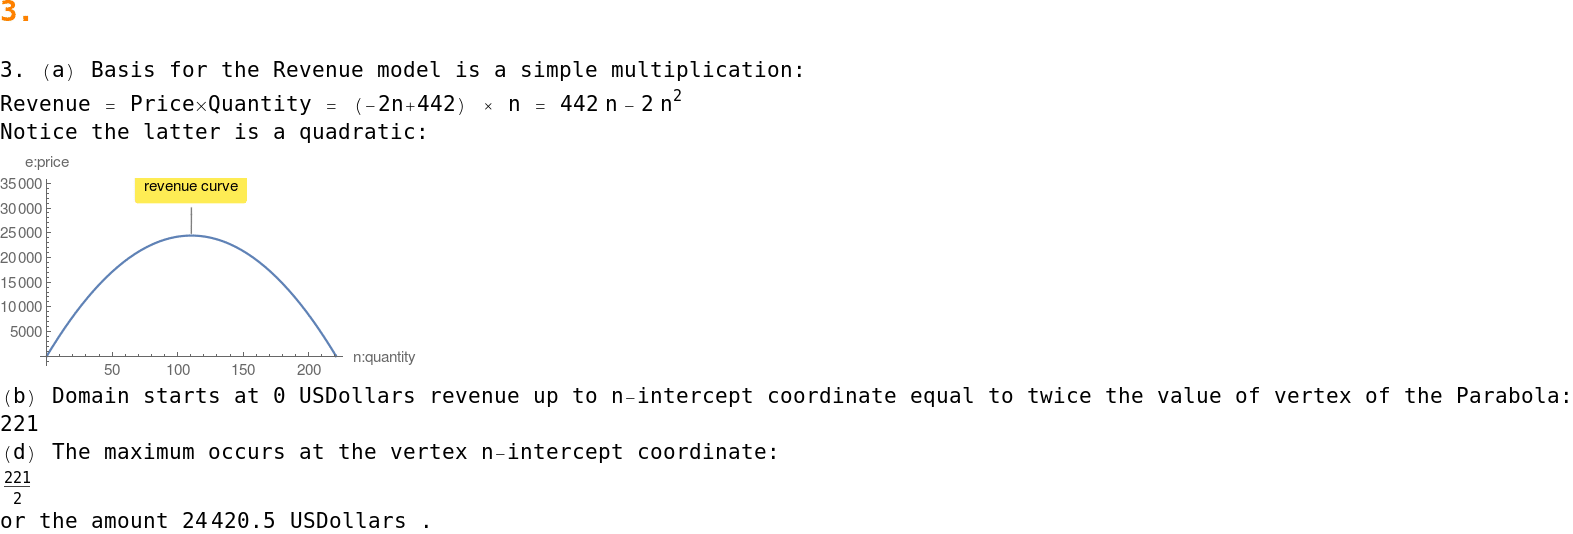 3.
3. (a) Basis for the Revenue model is a simple multiplication:
Revenue = Price×Quantity = (-2n+442) × n = 442 n - 2 n²
Notice the latter is a quadratic:
e:price
35000
revenue curve
30000
25000
20000
15000
10000
5000
n:quantity
50 100 150 200
(b) Domain starts at 0 USDollars revenue up to n-intercept coordinate equal to twice the value of vertex of the Parabola:
221
(d) The maximum occurs at the vertex n-intercept coordinate:
221
2
or the amount 24420.5 USDollars .